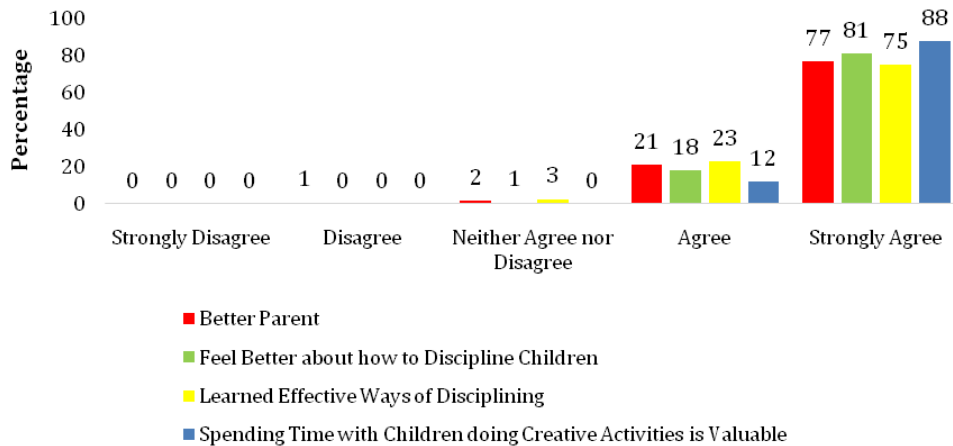 100
80
60
40
20
0
Percentage
0 0 0 0
1 0 0 0
2 1 3 0
21 18 23 12
77 81 75 88
Strongly Disagree
Disagree
Neither Agree nor
Disagree
Agree
Strongly Agree
Better Parent
Feel Better about how to Discipline Children
Learned Effective Ways of Disciplining
Spending Time with Children doing Creative Activities is Valuable